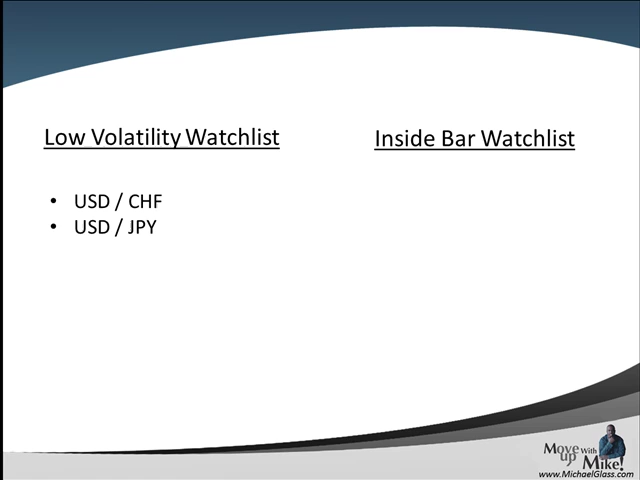 Low Volatility Watchlist
• USD / CHF
• USD / JPY
Inside Bar Watchlist
Move up With Mike!
www.MichaelGlass.com